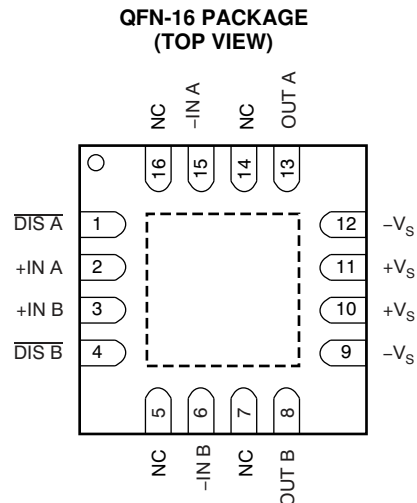 QFN-16 PACKAGE
(TOP VIEW)
NC
–IN A
NC
OUT A
16
15
14
13
DIS A
1
12
–VS
+IN A
2
11
+VS
+IN B
3
10
+VS
DIS B
4
9
–VS
5
6
7
8
NC
–IN B
NC
OUT B